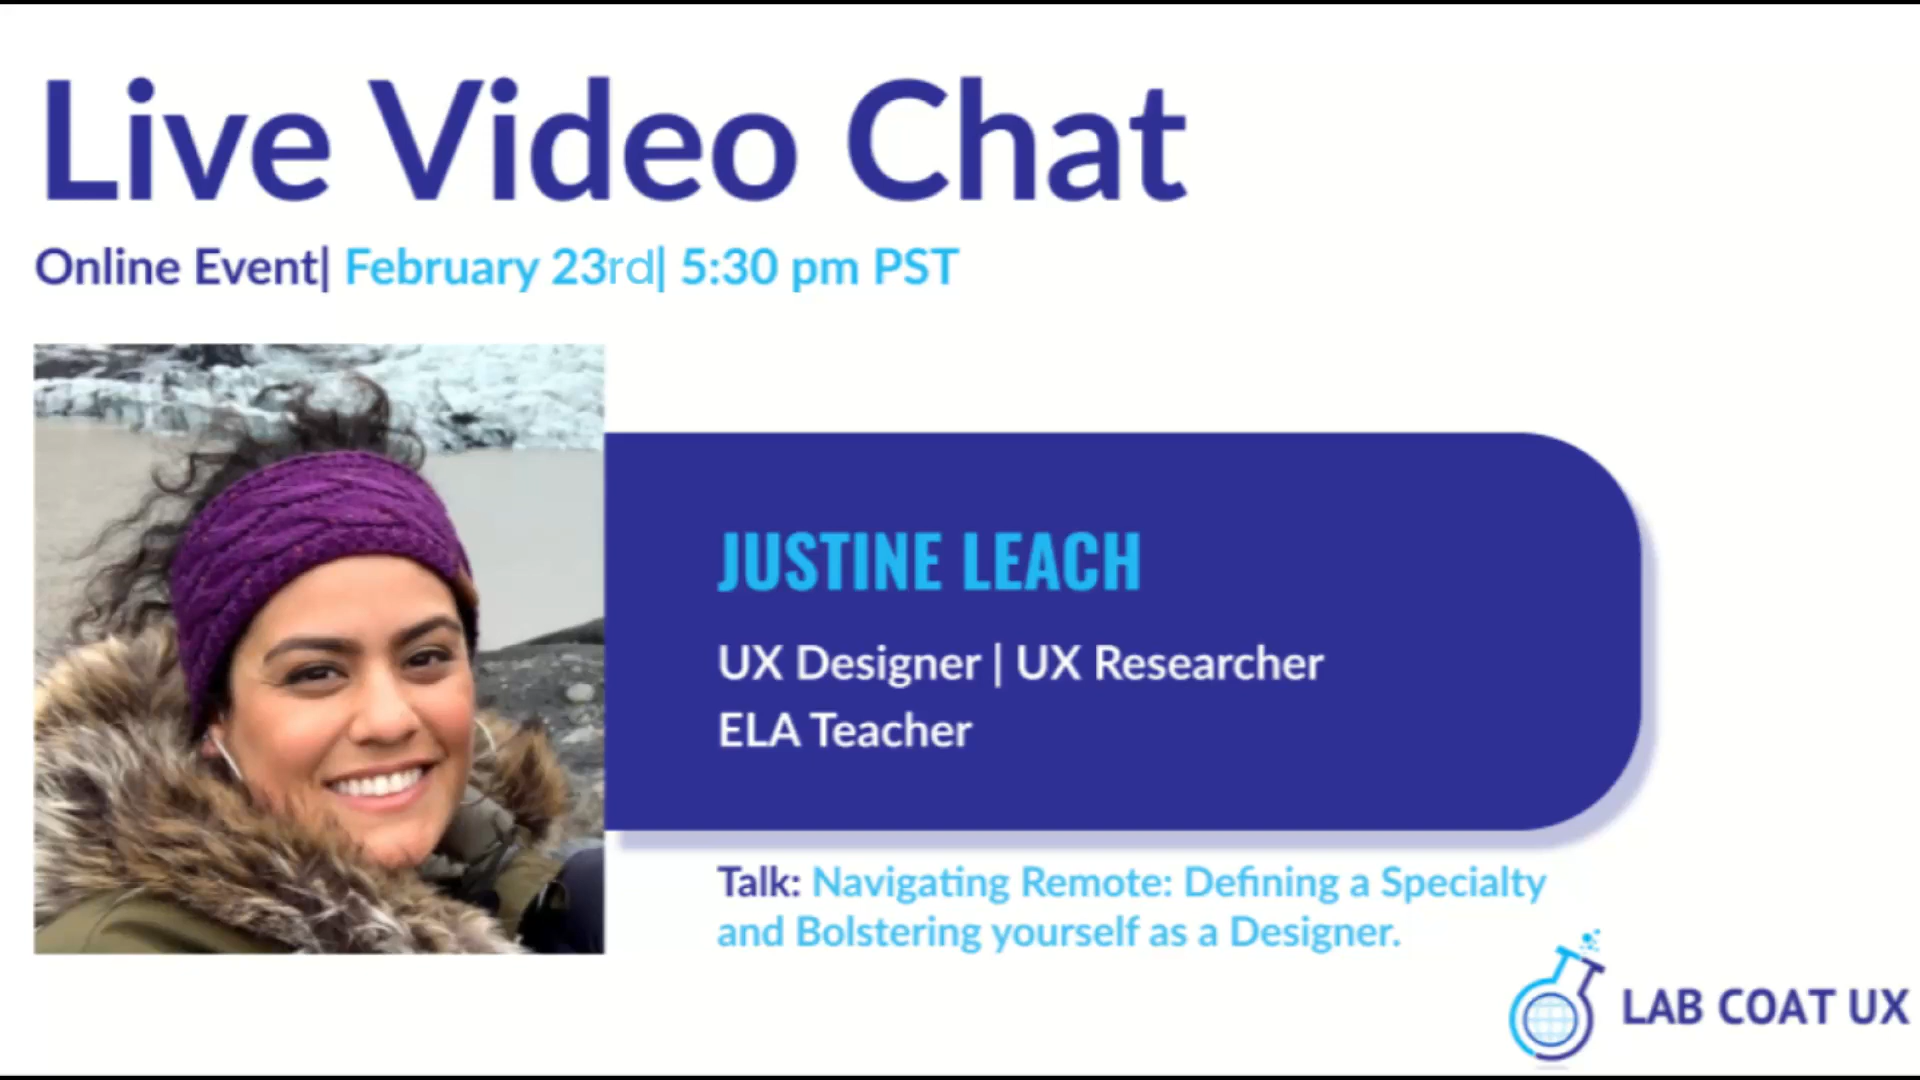 Live Video Chat
Online Event| February 23rd| 5:30 pm PST
JUSTINE LEACH
UX Designer | UX Researcher
ELA Teacher
Talk: Navigating Remote: Defining a Specialty
and Bolstering yourself as a Designer.
LAB COAT UX